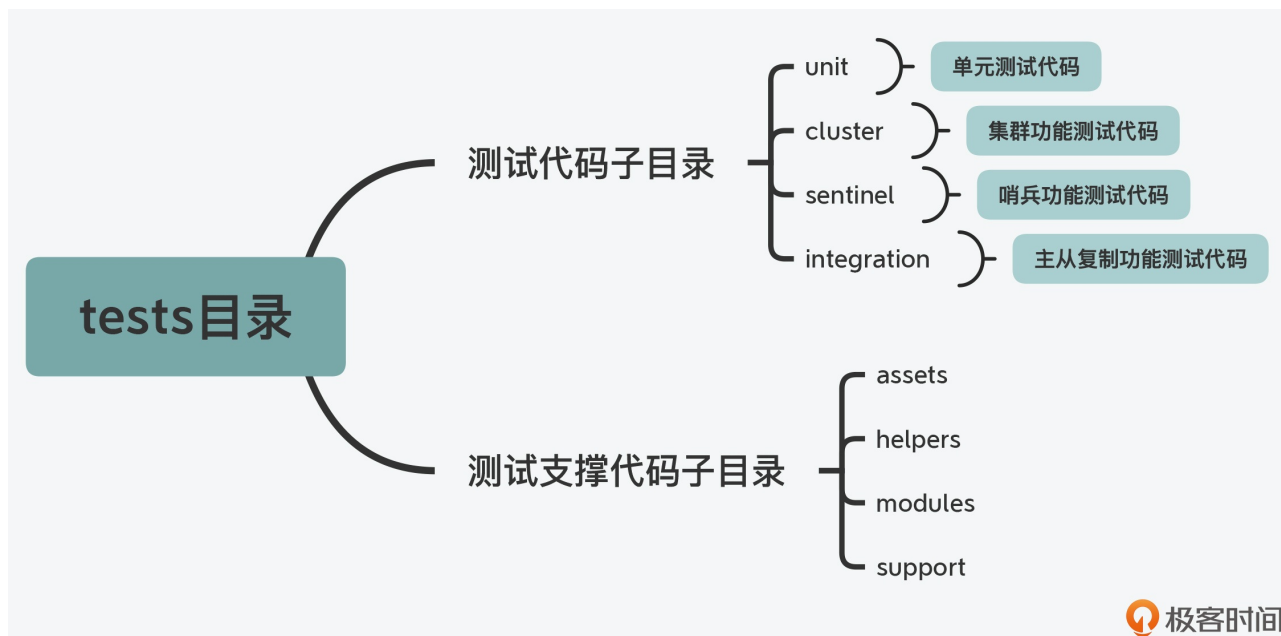 tests目录
测试代码子目录
unit
单元测试代码
cluster
集群功能测试代码
sentinel
哨兵功能测试代码
integration
主从复制功能测试代码
测试支撑代码子目录
assets
helpers
modules
support
极客时间